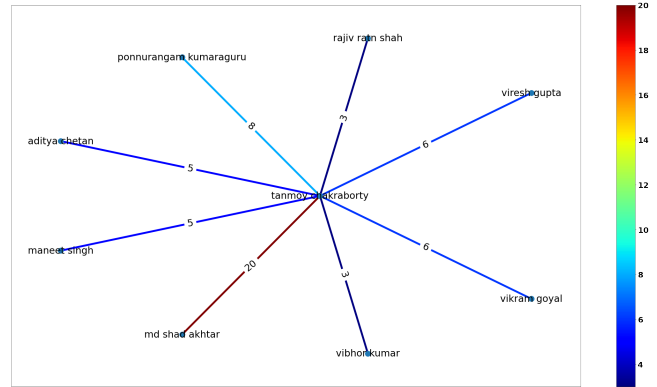 rajiv ratn shah
ponnurangam kumaraguru
viresh gupta
3
8
6
aditya chetan
5
tanmoy chakraborty
5
6
maneet singh
20
3
vikram goyal
md shad akhtar
vibhor kumar
20
18
16
14
12
10
8
6
4